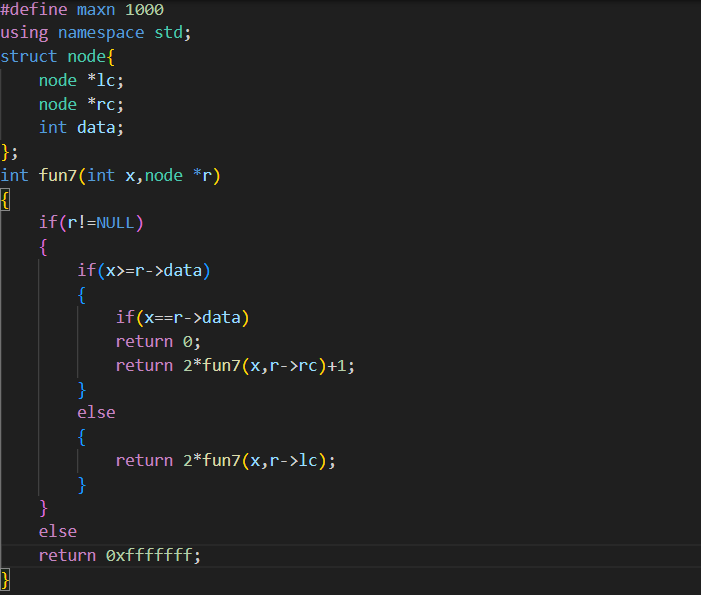 #define maxn 1000
using namespace std;
struct node{
    node *lc;
    node *rc;
    int data;
};
int fun7(int x,node *r)
{
    if(r!=NULL)
    {
        if(x>=r->data)
        {
            if(x==r->data)
            return 0;
            return 2*fun7(x,r->rc)+1;
        }
        else
        {
            return 2*fun7(x,r->lc);
        }
    }
    else
    return 0xfffffff;
}